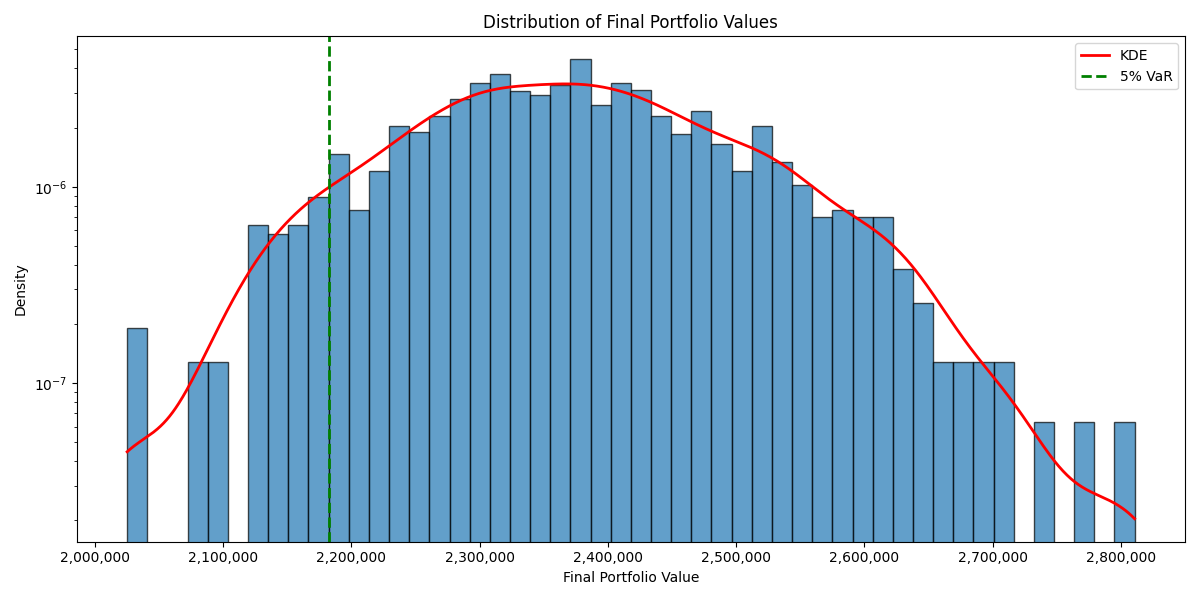 Distribution of Final Portfolio Values
KDE
5% VaR
Density
10⁻⁶
10⁻⁷
2,000,000 2,100,000 2,200,000 2,300,000 2,400,000 2,500,000 2,600,000 2,700,000 2,800,000
Final Portfolio Value